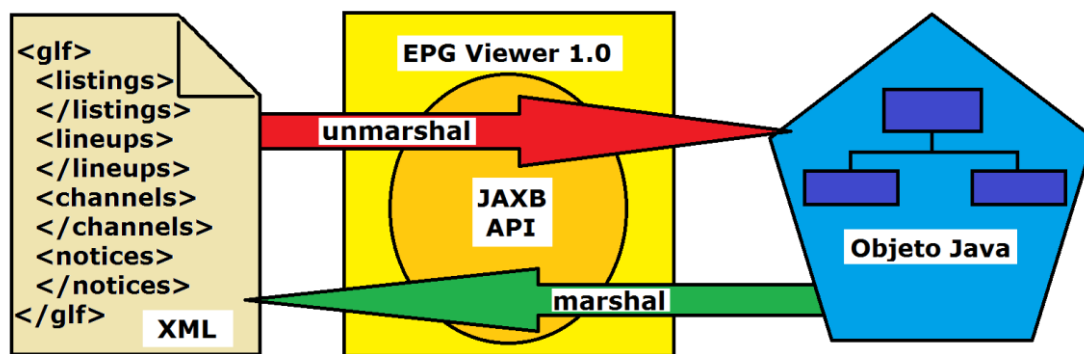 <glf>
<listings>
</listings>
<lineups>
</lineups>
<channels>
</channels>
<notices>
</notices>
</glf>
XML
EPG Viewer 1.0
unmarshal
JAXB
API
marshal
Objeto Java